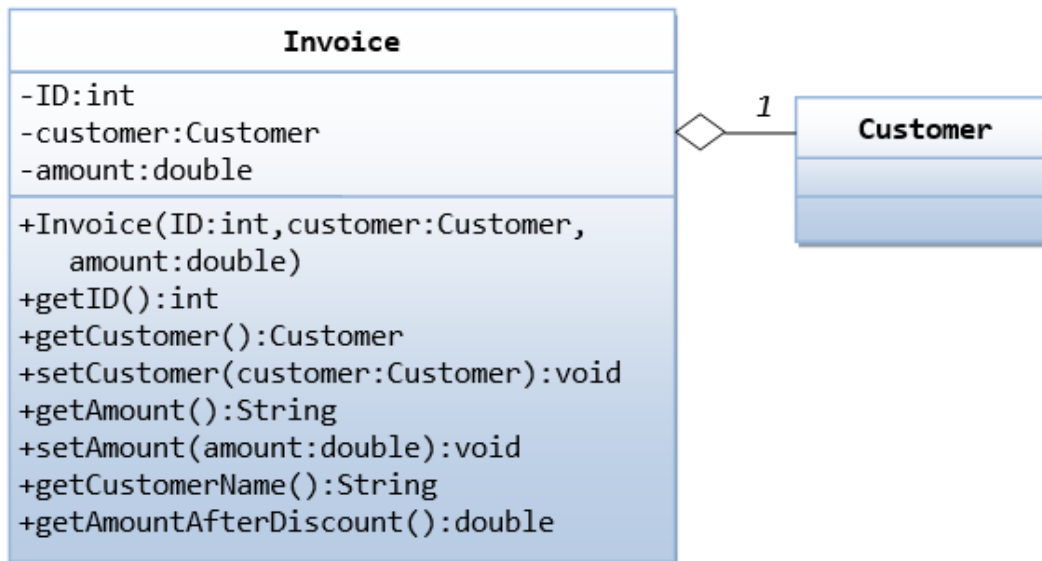 Invoice
-ID:int
-customer:Customer
-amount:double
+Invoice(ID:int,customer:Customer,
amount:double)
+getID():int
+getCustomer():Customer
+setCustomer(customer:Customer):void
+getAmount():String
+setAmount(amount:double):void
+getCustomerName():String
+getAmountAfterDiscount():double
1
Customer